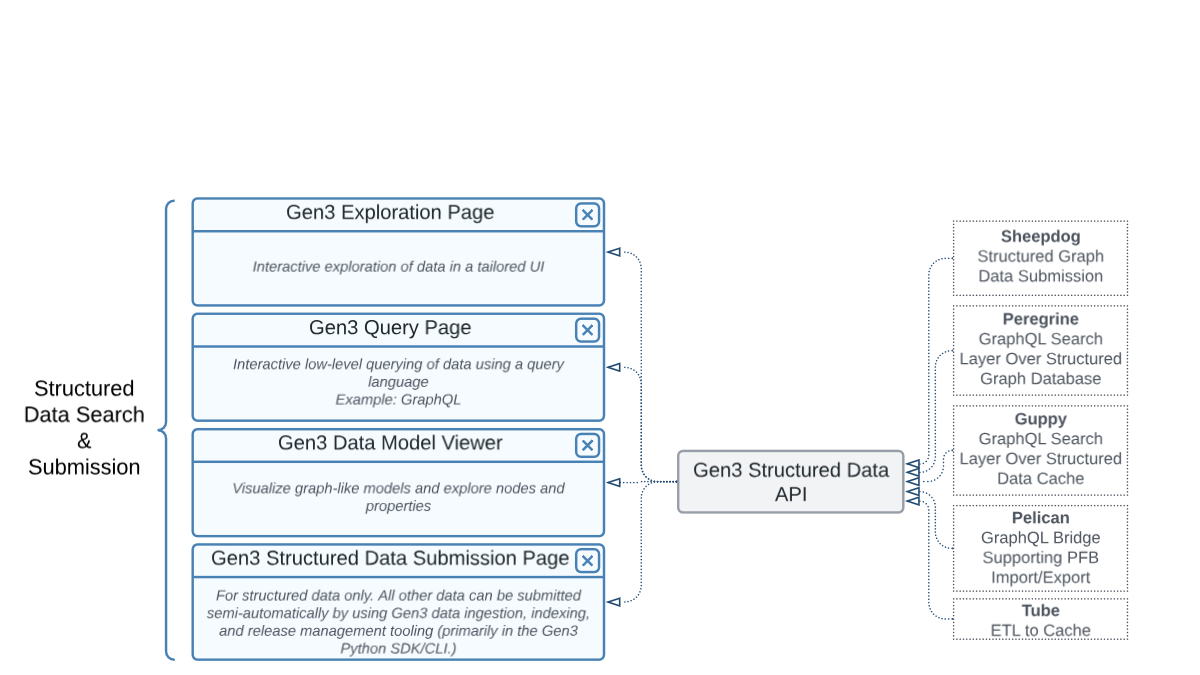 Structured
Data Search
&
Submission
Gen3 Exploration Page
Interactive exploration of data in a tailored UI
Gen3 Query Page
Interactive low-level querying of data using a query
language
Example: GraphQL
Gen3 Data Model Viewer
Visualize graph-like models and explore nodes and
properties
Gen3 Structured Data Submission Page
For structured data only. All other data can be submitted
semi-automatically by using Gen3 data ingestion, indexing,
and release management tooling (primarily in the Gen3
Python SDK/CLI.)
Gen3 Structured Data
API
Sheepdog
Structured Graph
Data Submission
Peregrine
GraphQL Search
Layer Over Structured
Graph Database
Guppy
GraphQL Search
Layer Over Structured
Data Cache
Pelican
GraphQL Bridge
Supporting PFB
Import/Export
Tube
ETL to Cache